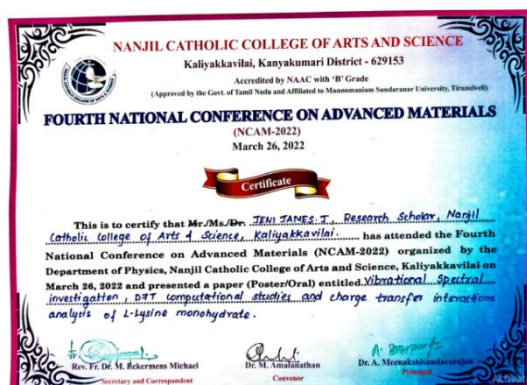 NANJIL CATHOLIC COLLEGE OF ARTS AND SCIENCE
Kaliyakkavilai, Kanyakumari District - 629153
Accredited by NAAC with 'B' Grade
(Approved by the Govt. of Tamil Nadu and Affiliated to Manonmaniam Sundaranar University, Tirunelveli)
FOURTH NATIONAL CONFERENCE ON ADVANCED MATERIALS
(NCAM-2022)
March 26, 2022
Certificate
This is to certify that Mr./Ms./Dr. JENI JANES. J, Research Scholar, Nanjil
Catholic College of Arts & Science, Kaliyakkavilai. has attended the Fourth
National Conference on Advanced Materials (NCAM-2022) organized by the
Department of Physics, Nanjil Catholic College of Arts and Science, Kaliyakkavilai on
March 26, 2022 and presented a paper (Poster/Oral) entitled Vibrational Spectral
investigation, DFT computational studies and charge transfer interactions
analysis of L-Lysine monohydrate.
Rev. Fr. Dr. M. Eckermens Michael
Secretary and Correspondent
Dr. M. Amalanathan
Convenor
Dr. A. Meenakshisundararajan
Principal